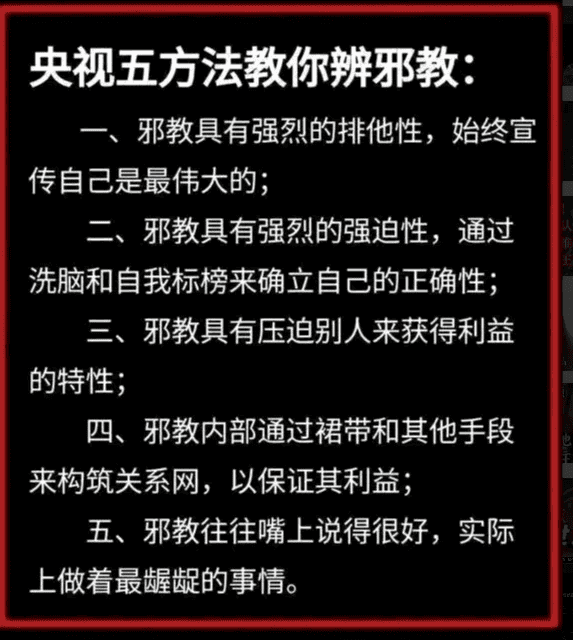 央视五方法教你辨邪教：
一、邪教具有强烈的排他性，始终宣
传自己是最伟大的；
二、邪教具有强烈的强迫性，通过
洗脑和自我标榜来确立自己的正确性；
三、邪教具有压迫别人来获得利益
的特性；
四、邪教内部通过裙带和其他手段
来构筑关系网，以保证其利益；
五、邪教往往嘴上说得很好，实际
上做着最龌龊的事情。